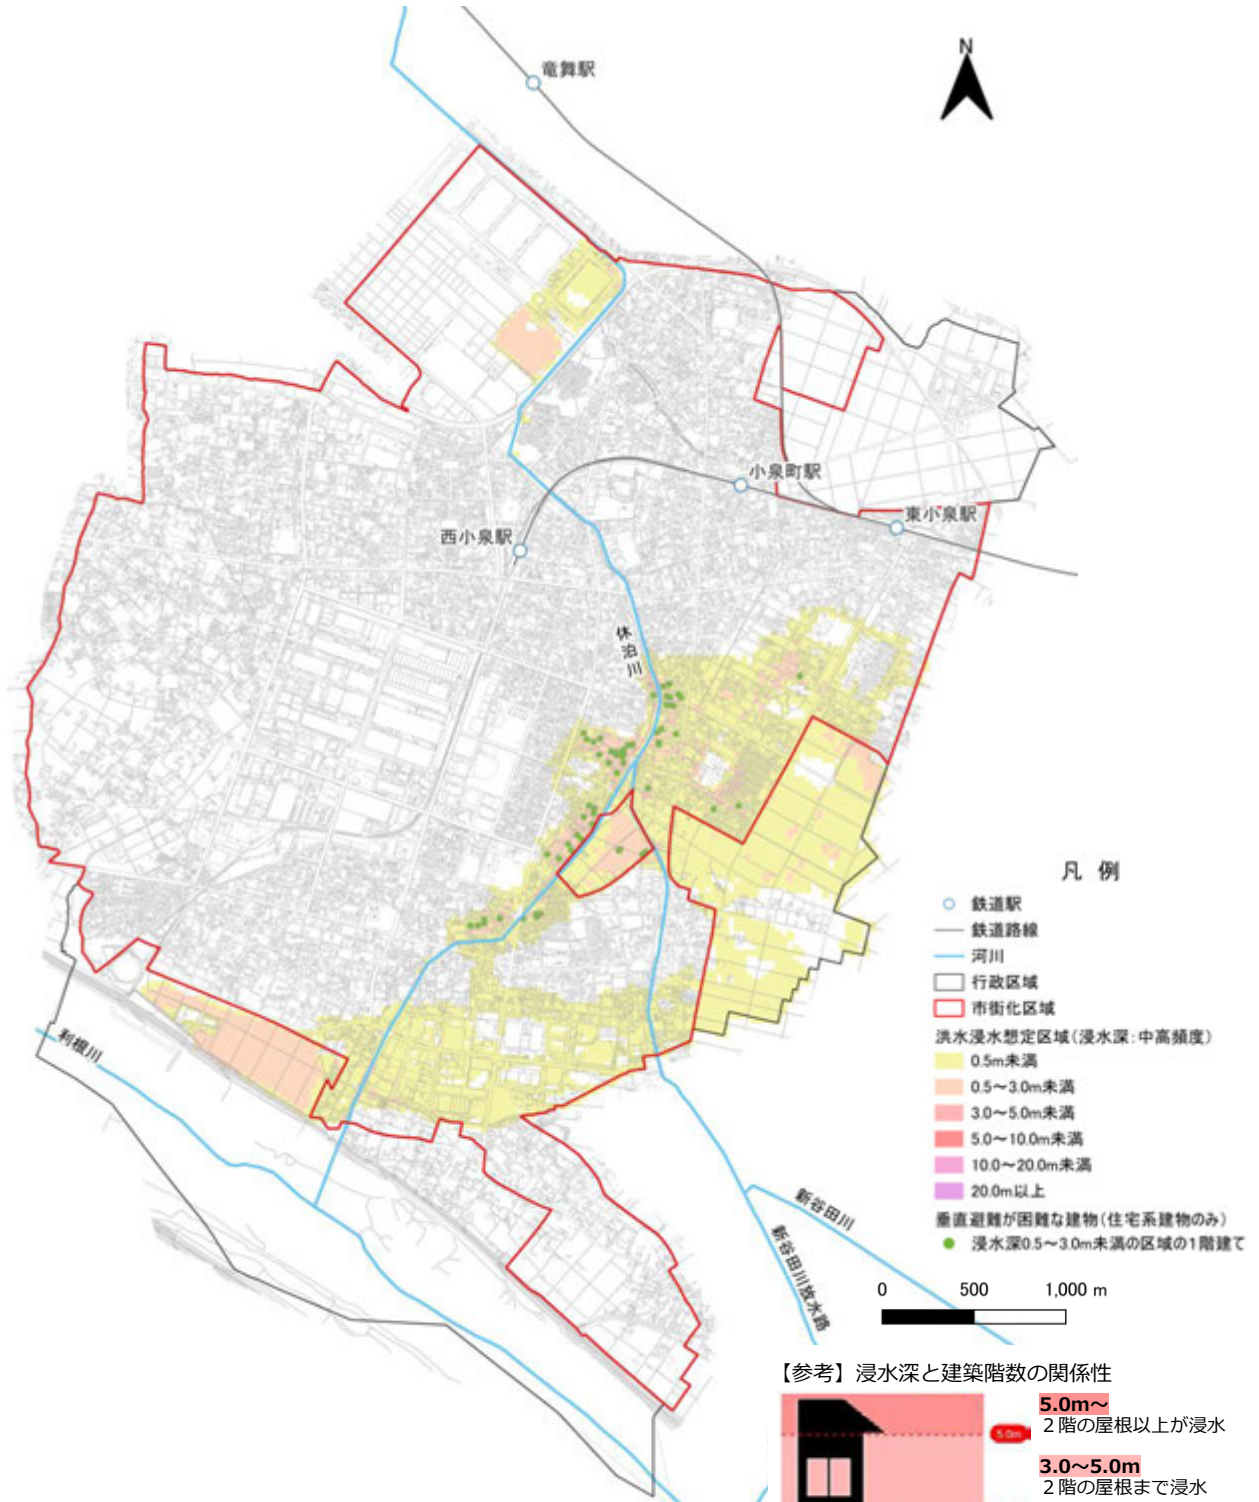 N
竜舞駅
小泉町駅
東小泉駅
西小泉駅
休泊川
利根川
新谷田川
新谷田川放水路
凡 例
鉄道駅
鉄道路線
河川
行政区域
市街化区域
洪水浸水想定区域(浸水深:中高頻度)
0.5m未満
0.5~3.0m未満
3.0~5.0m未満
5.0~10.0m未満
10.0~20.0m未満
20.0m以上
垂直避難が困難な建物(住宅系建物のみ)
浸水深0.5~3.0m未満の区域の1階建て
0 500 1,000 m
【参考】浸水深と建築階数の関係性
5.0m~
2階の屋根以上が浸水
5.0m
3.0~5.0m
2階の屋根まで浸水